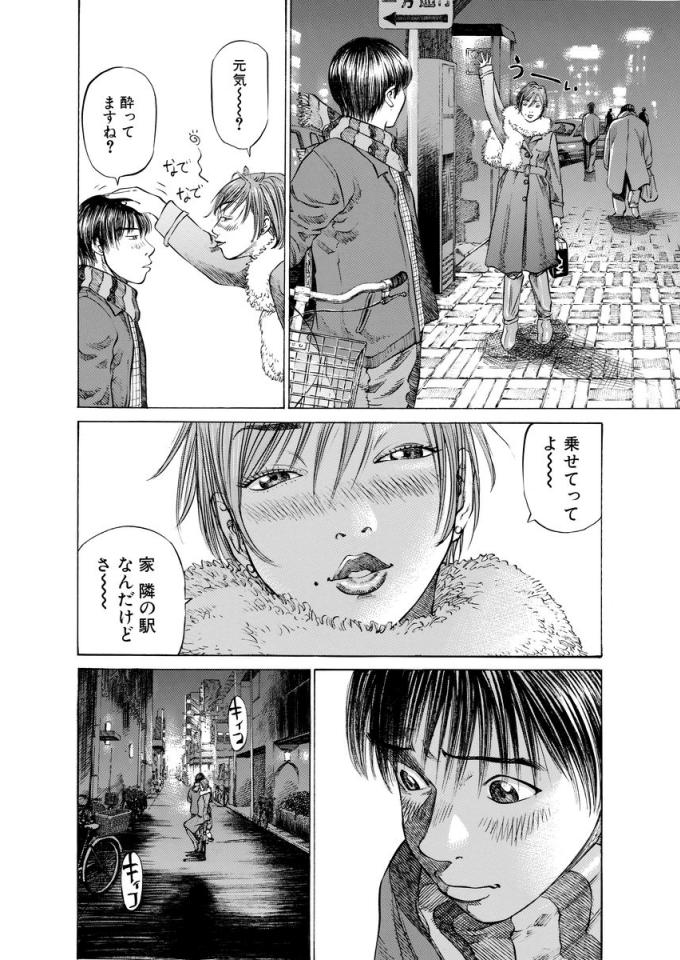 一方通行
うーぃ
元気〜〜?
なで
なで
酔って
ますね?
乗せてって
よ〜〜
家 隣の駅
なんだけど
さ〜〜
キィコ
キィコ